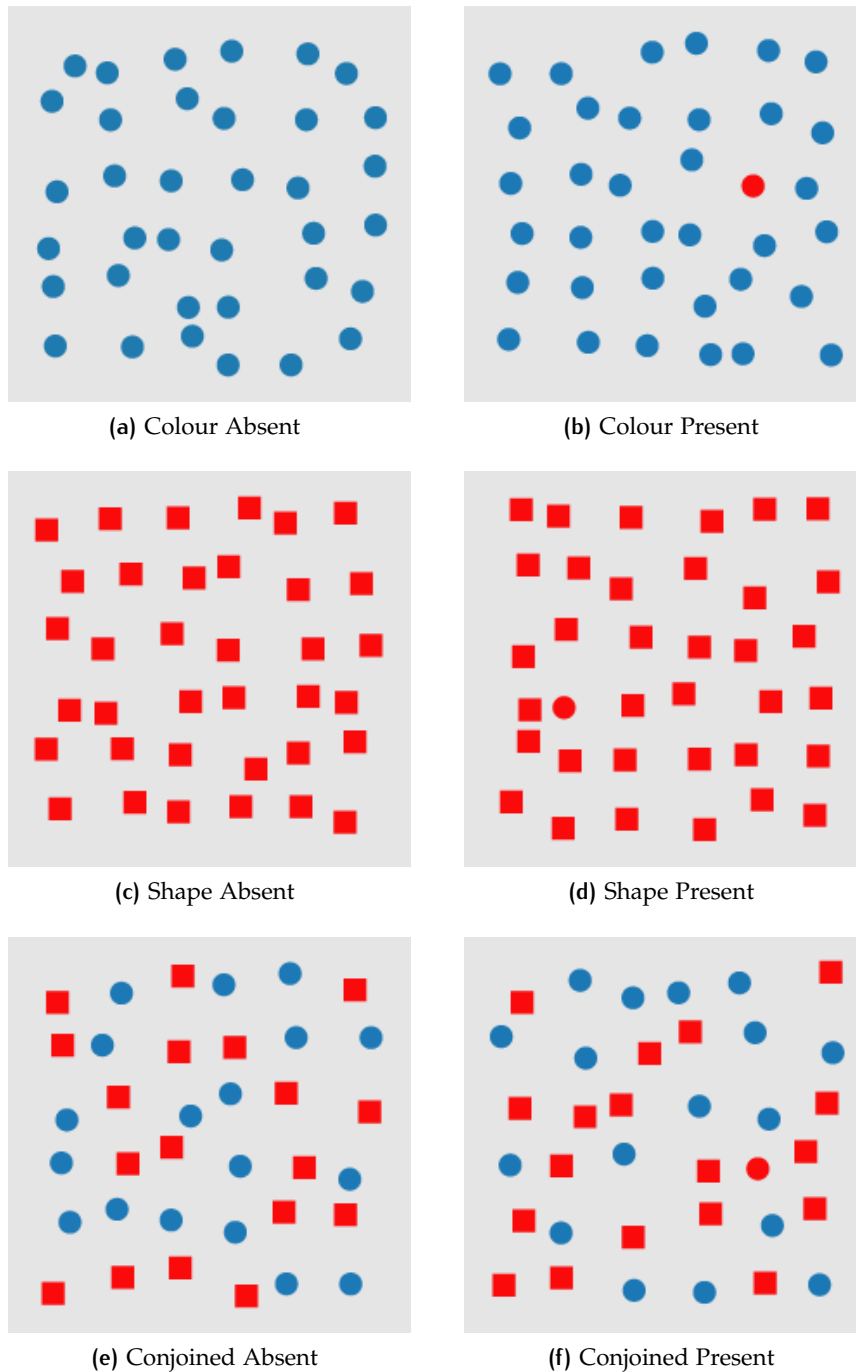 (a) Colour Absent
(b) Colour Present
(c) Shape Absent
(d) Shape Present
(e) Conjoined Absent
(f) Conjoined Present